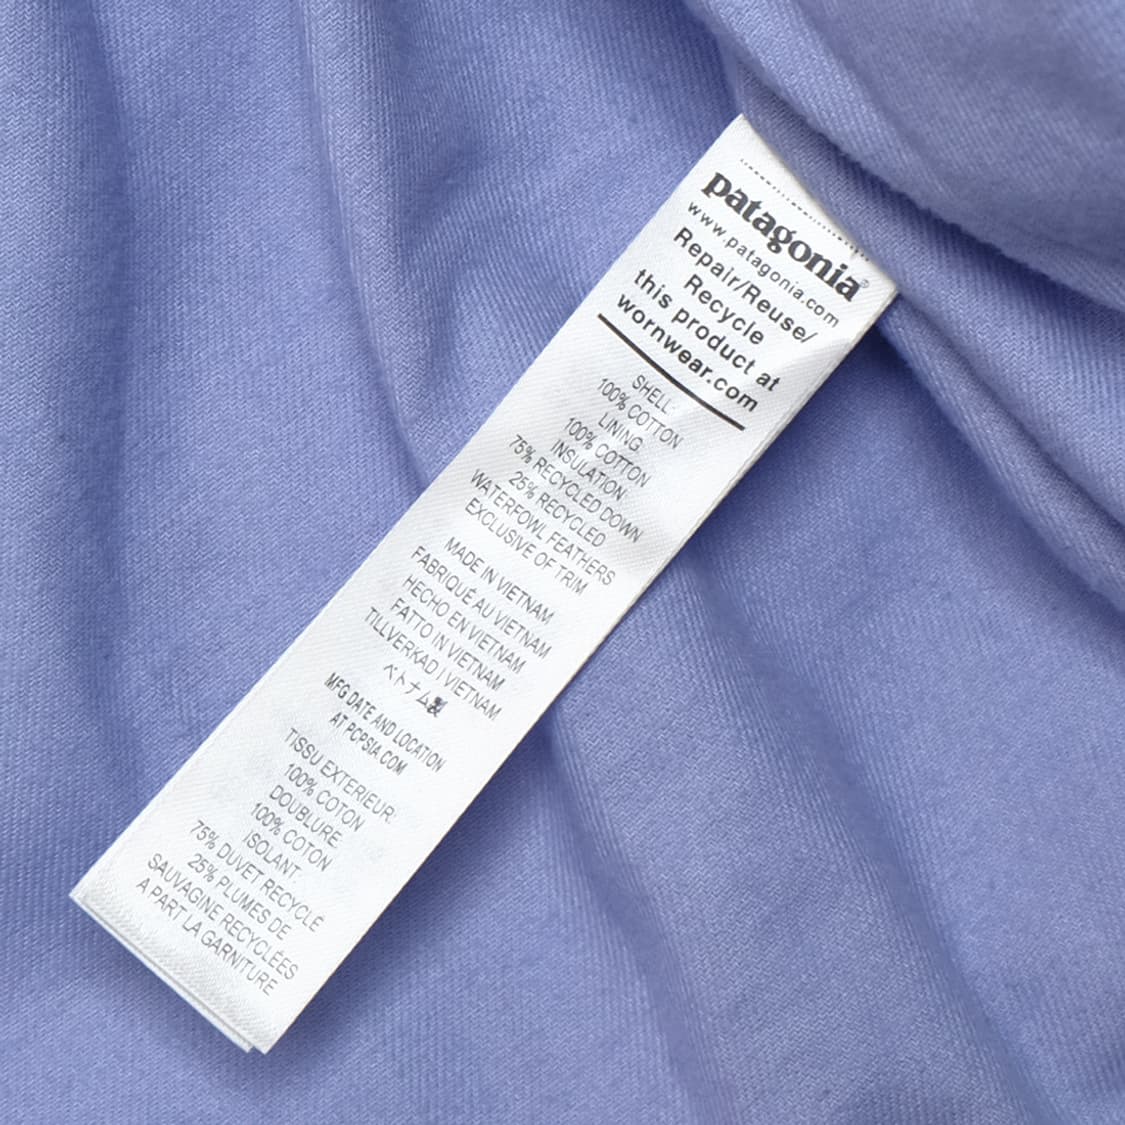 patagonia®
www.patagonia.com
Repair/Reuse/
Recycle
this product at
wornwear.com
SHELL:
100% COTTON
LINING:
100% COTTON
INSULATION:
75% RECYCLED DOWN
25% RECYCLED
WATERFOWL FEATHERS
EXCLUSIVE OF TRIM
MADE IN VIETNAM
FABRIQUÉ AU VIETNAM
HECHO EN VIETNAM
FATTO IN VIETNAM
TILLVERKAD I VIETNAM
ベトナム製
MFG DATE AND LOCATION
AT PCPSIA.COM
TISSU EXTERIEUR:
100% COTON
DOUBLURE:
100% COTON
ISOLANT:
75% DUVET RECYCLÉ
25% PLUMES DE
SAUVAGINE RECYCLÉES
A PART LA GARNITURE